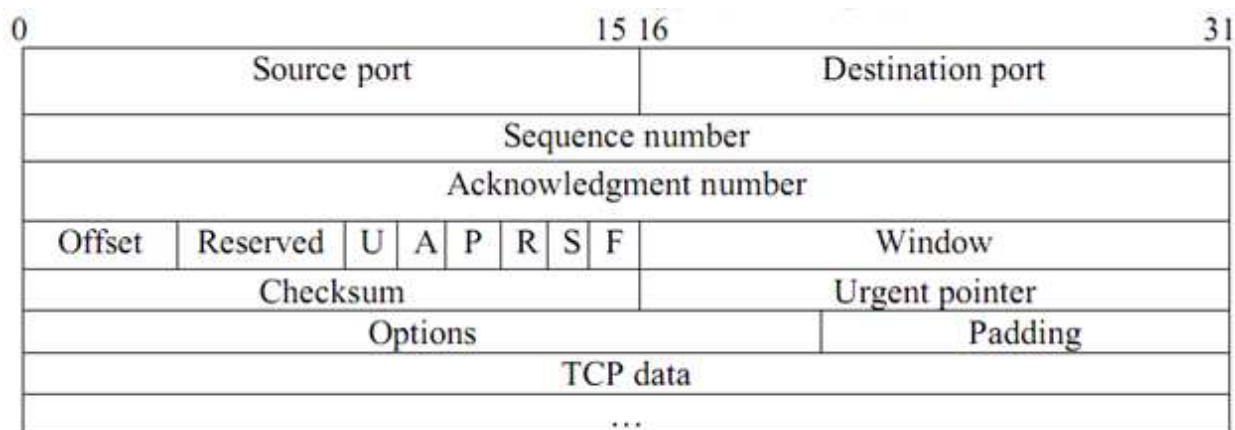 0 15 16 31
Source port Destination port
Sequence number
Acknowledgment number
Offset Reserved U A P R S F Window
Checksum Urgent pointer
Options Padding
TCP data
...